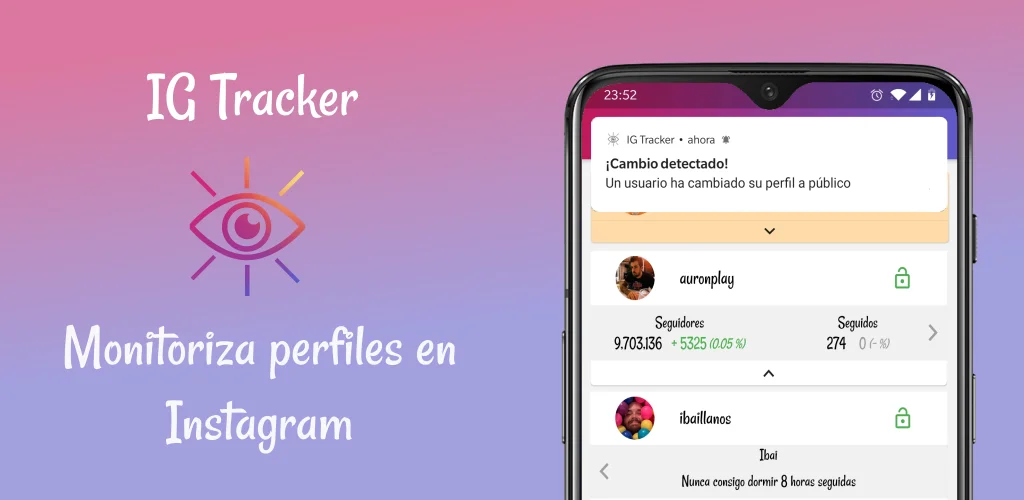 IG Tracker
Monitoriza perfiles en
Instagram
23:52
IG Tracker • ahora
¡Cambio detectado!
Un usuario ha cambiado su perfil a público
auronplay
Seguidores Seguidos
9.703.136 + 5325 (0.05 %) 274 0 (- %)
ibaillanos
Ibai
Nunca consigo dormir 8 horas seguidas